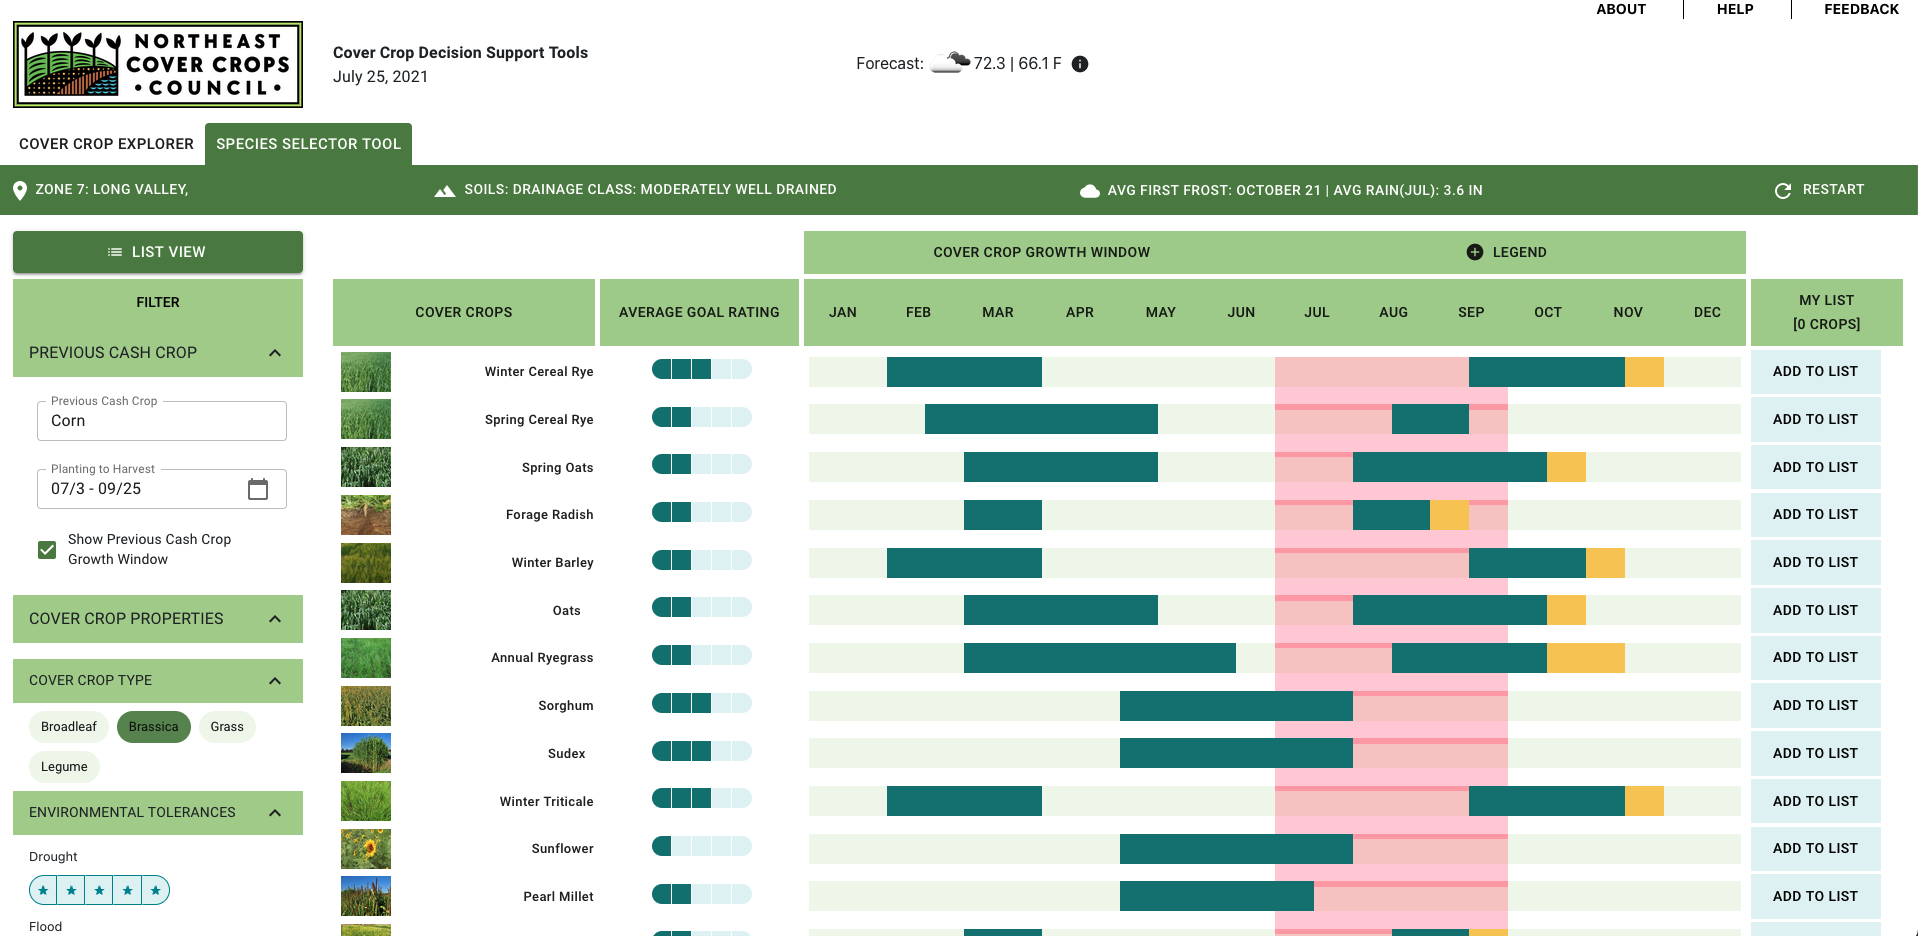 ABOUT
HELP
FEEDBACK
NORTHEAST
COVER CROPS
•COUNCIL•
Cover Crop Decision Support Tools
July 25, 2021
Forecast: 72.3 | 66.1 F
COVER CROP EXPLORER
SPECIES SELECTOR TOOL
ZONE 7: LONG VALLEY,
SOILS: DRAINAGE CLASS: MODERATELY WELL DRAINED
AVG FIRST FROST: OCTOBER 21 | AVG RAIN(JUL): 3.6 IN
RESTART
LIST VIEW
FILTER
PREVIOUS CASH CROP
Previous Cash Crop
Corn
Planting to Harvest
07/3 - 09/25
Show Previous Cash Crop
Growth Window
COVER CROP PROPERTIES
COVER CROP TYPE
Broadleaf
Brassica
Grass
Legume
ENVIRONMENTAL TOLERANCES
Drought
Flood
COVER CROP GROWTH WINDOW
LEGEND
COVER CROPS
AVERAGE GOAL RATING
JAN
FEB
MAR
APR
MAY
JUN
JUL
AUG
SEP
OCT
NOV
DEC
MY LIST
[0 CROPS]
Winter Cereal Rye
ADD TO LIST
Spring Cereal Rye
ADD TO LIST
Spring Oats
ADD TO LIST
Forage Radish
ADD TO LIST
Winter Barley
ADD TO LIST
Oats
ADD TO LIST
Annual Ryegrass
ADD TO LIST
Sorghum
ADD TO LIST
Sudex
ADD TO LIST
Winter Triticale
ADD TO LIST
Sunflower
ADD TO LIST
Pearl Millet
ADD TO LIST